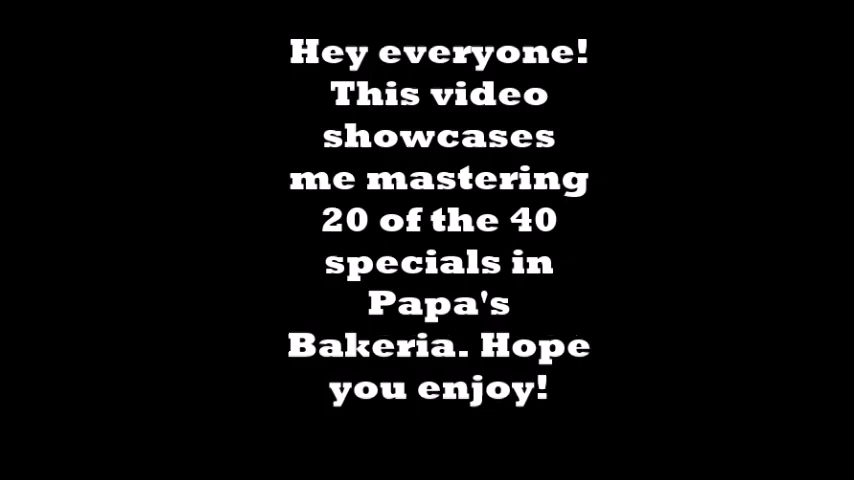 Hey everyone!
This video
showcases
me mastering
20 of the 40
specials in
Papa's
Bakeria. Hope
you enjoy!